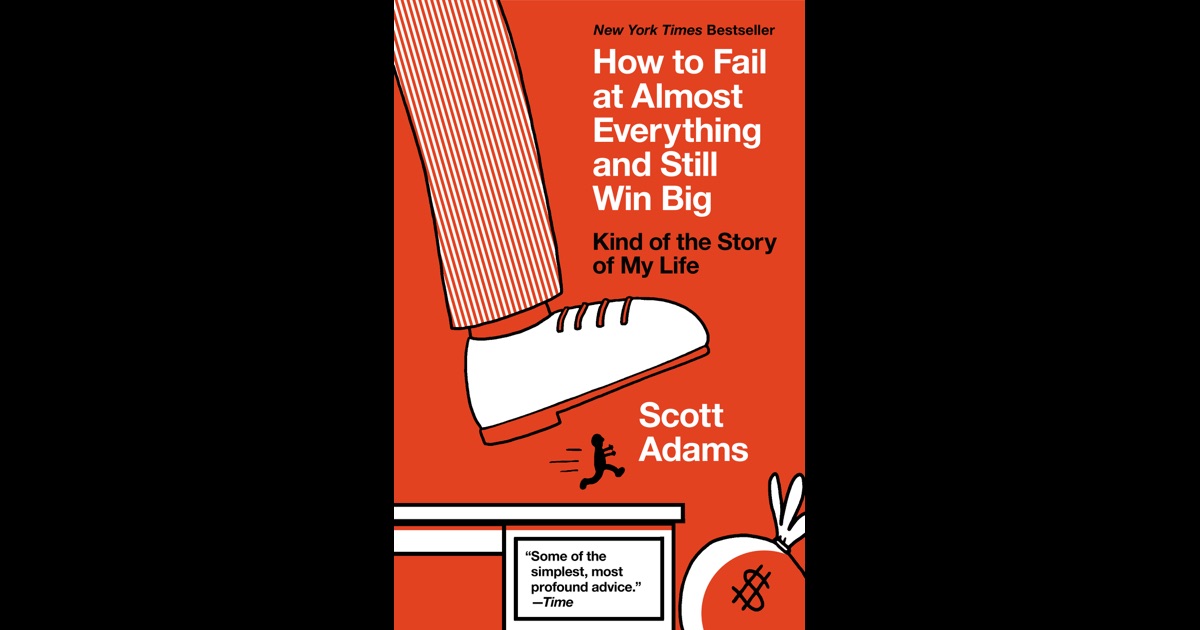 New York Times Bestseller
How to Fail
at Almost
Everything
and Still
Win Big
Kind of the Story
of My Life
Scott
Adams
“Some of the
simplest, most
profound advice.”
—Time
$